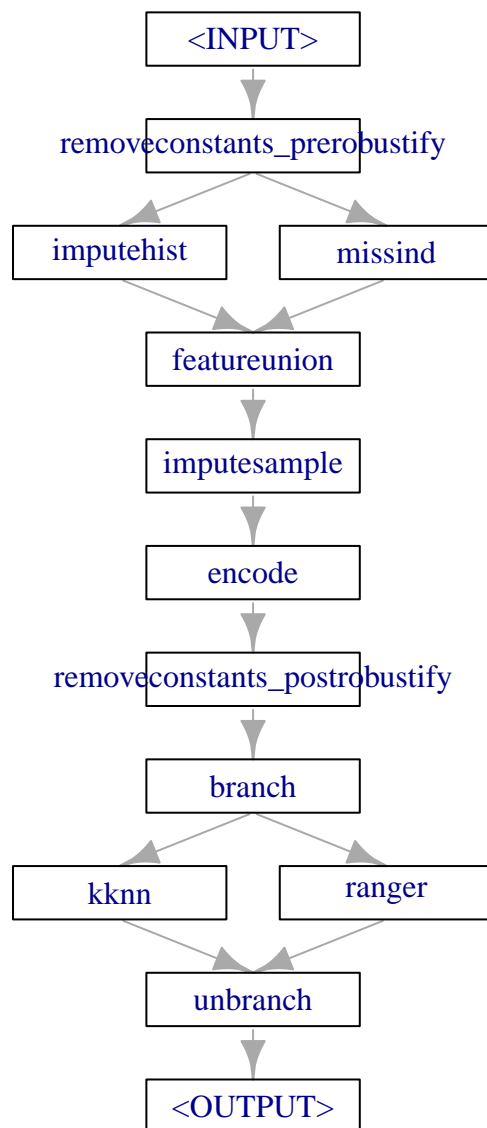 <INPUT>
removeconstants_prerobustify
imputehist
missind
featureunion
imputesample
encode
removeconstants_postrobustify
branch
kknn
ranger
unbranch
<OUTPUT>